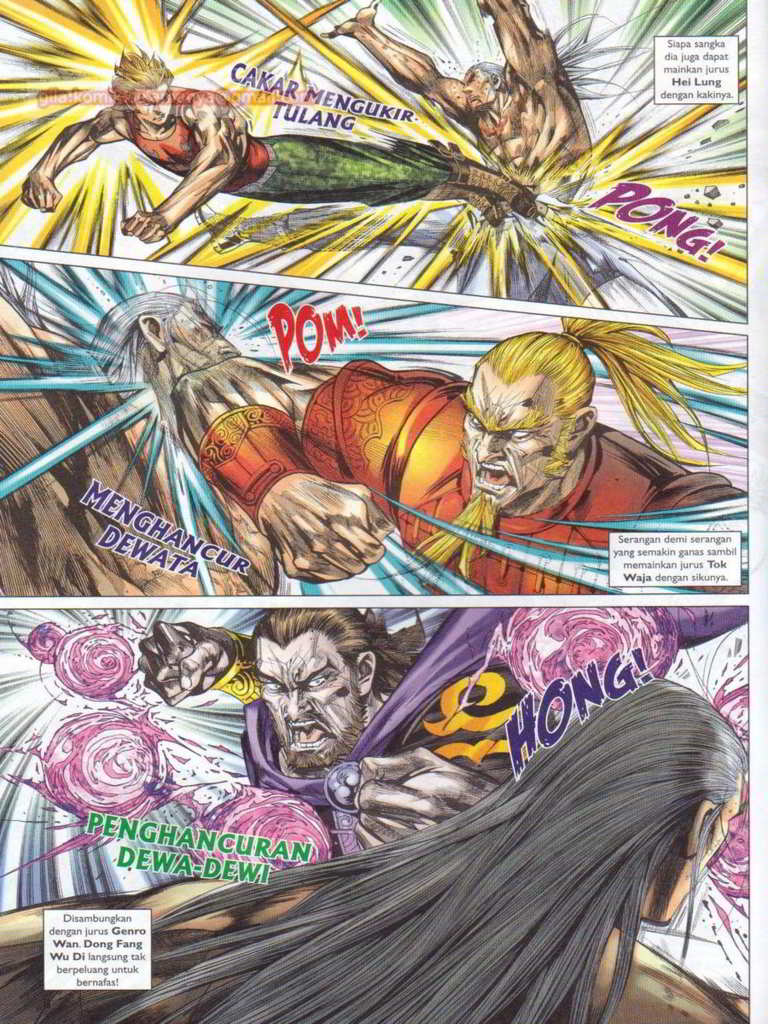 Siapa sangka
dia juga dapat
mainkan jurus
Hei Lung
dengan kakinya.
CAKAR MENGUKIR
TULANG
PONG!
POM!
MENGHANCUR
DEWATA
Serangan demi serangan
yang semakin ganas sambil
memainkan jurus Tok
Waja dengan sikunya.
HONG!
PENGHANCURAN
DEWA-DEWI
Disambungkan
dengan jurus Genro
Wan. Dong Fang
Wu Di langsung tak
berpeluang untuk
bernafas!